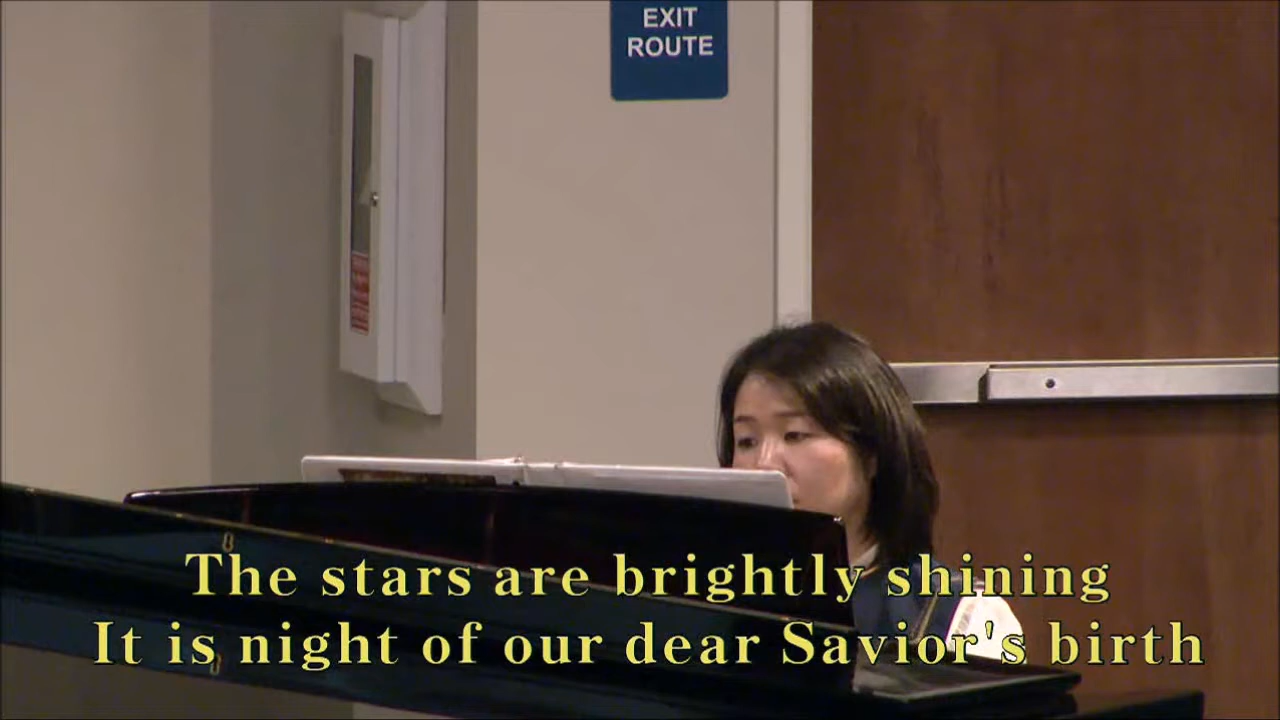 EXIT
ROUTE
The stars are brightly shining
It is night of our dear Savior's birth